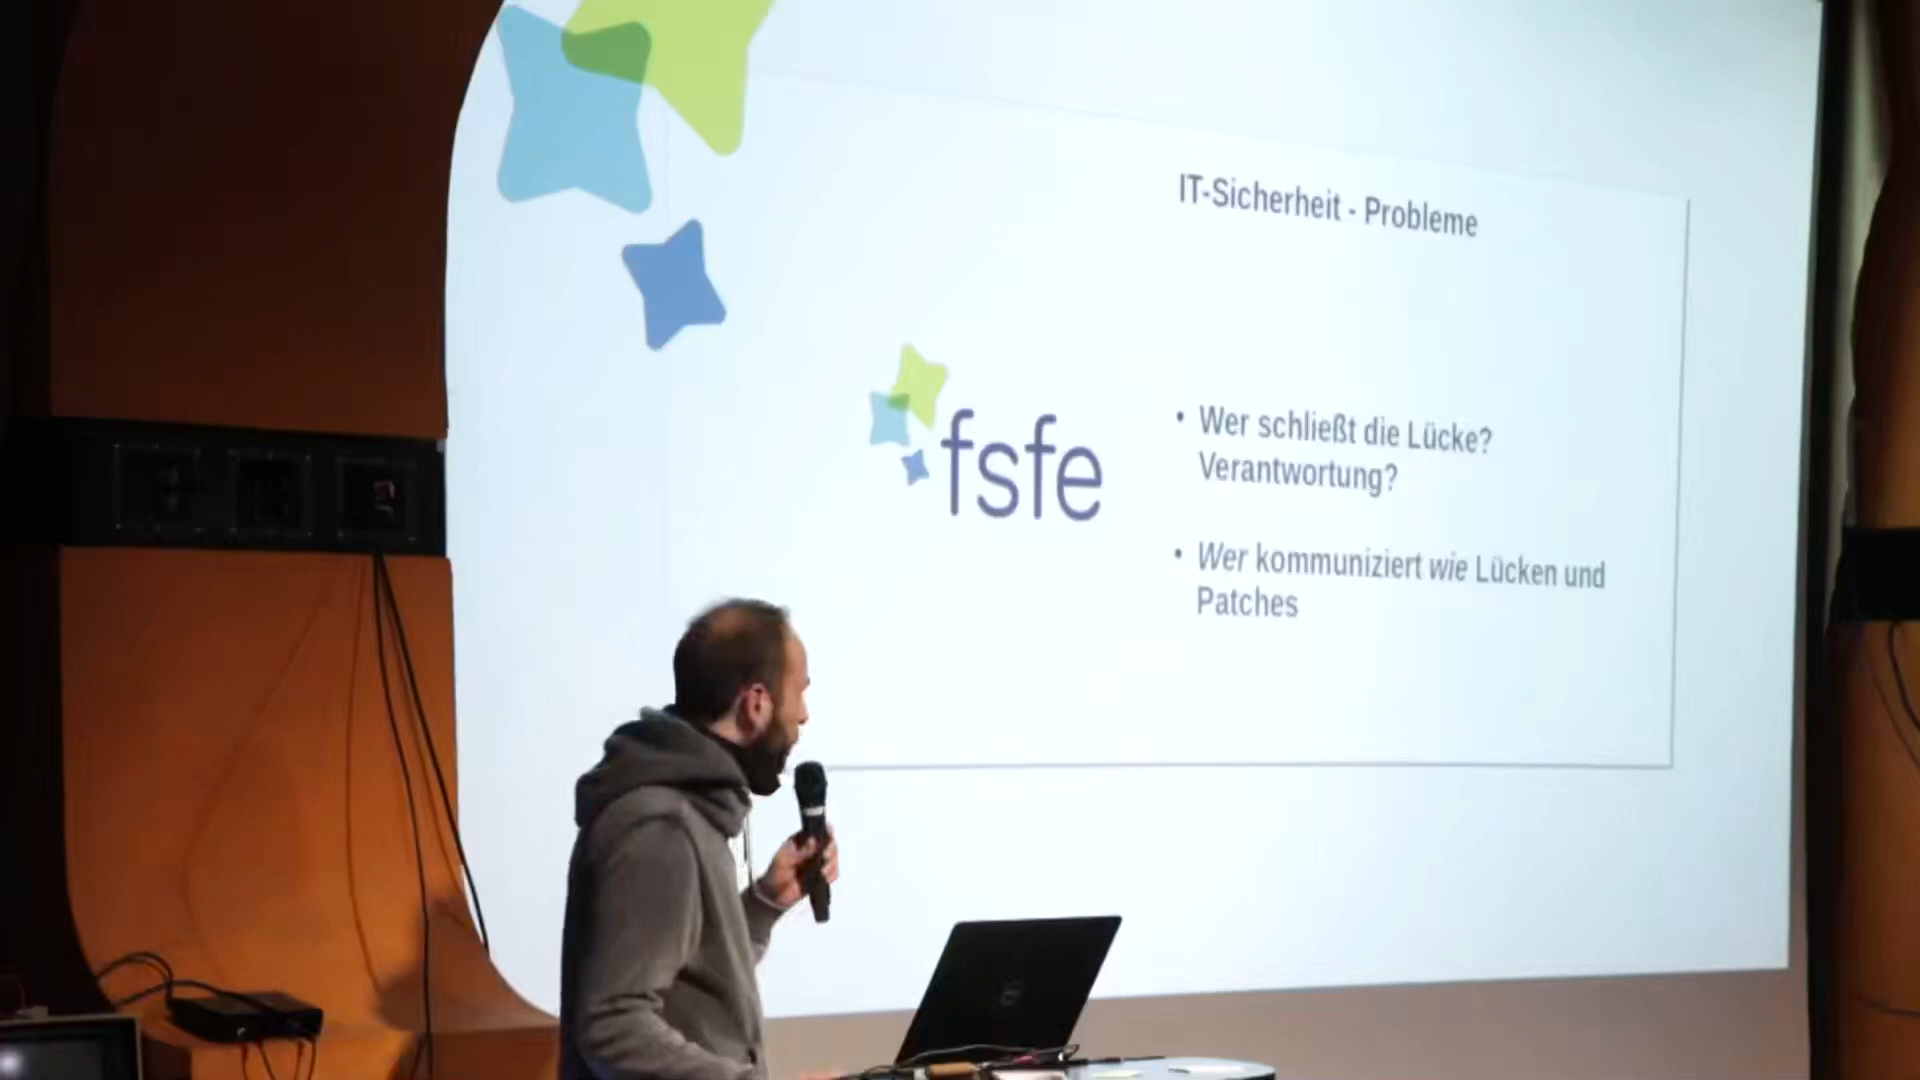 IT-Sicherheit - Probleme
fsfe
• Wer schließt die Lücke?
Verantwortung?
• Wer kommuniziert wie Lücken und
Patches